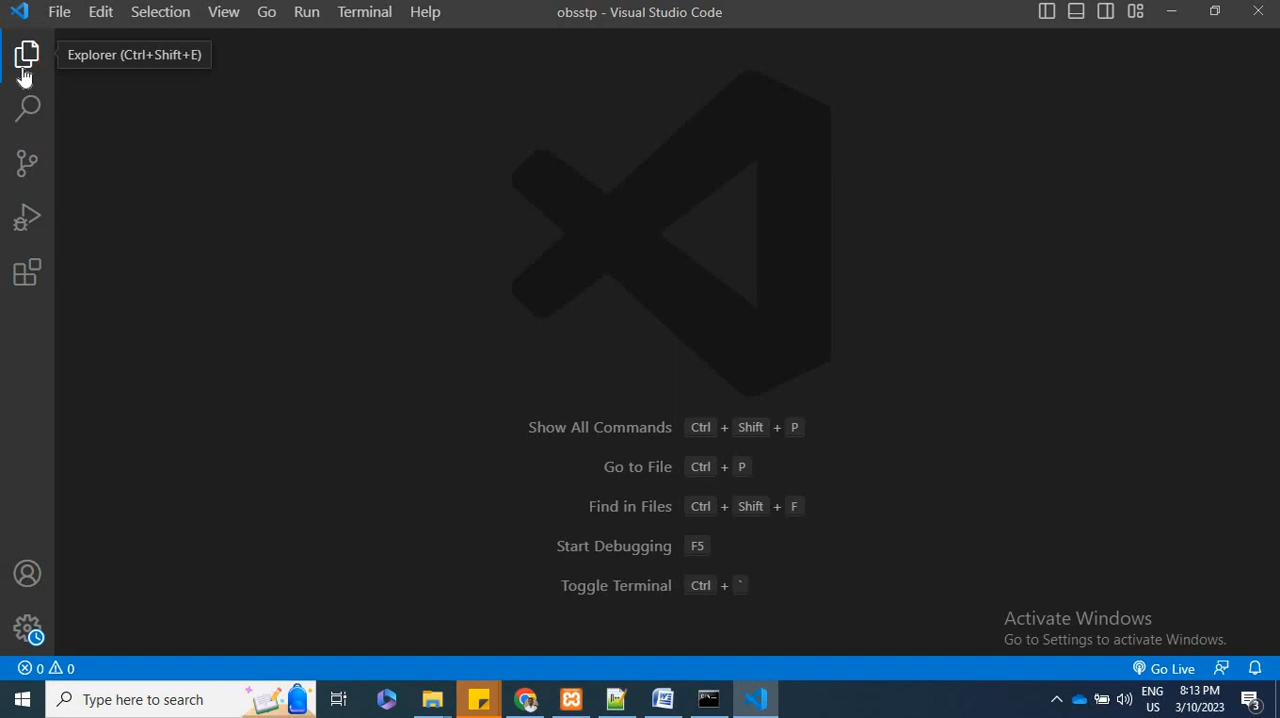 File Edit Selection View Go Run Terminal Help obsstp - Visual Studio Code
Explorer (Ctrl+Shift+E)
Show All Commands Ctrl + Shift + P
Go to File Ctrl + P
Find in Files Ctrl + Shift + F
Start Debugging F5
Toggle Terminal Ctrl + `
Activate Windows
Go to Settings to activate Windows.
0 0 Go Live
Type here to search ENG 8:13 PM
US 3/10/2023 3